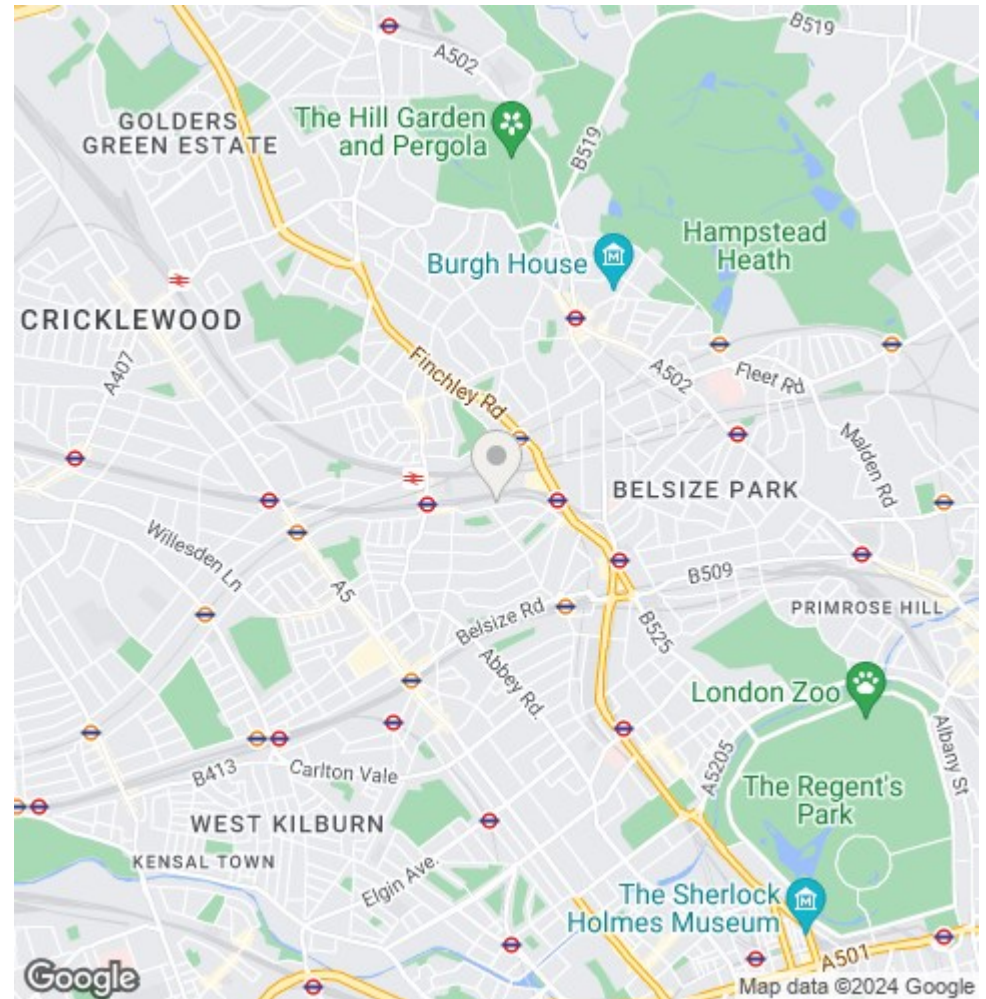 B519
A502
GOLDERS
GREEN ESTATE
The Hill Garden
and Pergola
B519
Hampstead
Heath
Burgh House
CRICKLEWOOD
A407
Finchley Rd
A502
Fleet Rd
Malden Rd
BELSIZE PARK
Willesden Ln
A5
B509
PRIMROSE HILL
Belsize Rd
B525
Abbey Rd.
London Zoo
A5205
Albany St
B413
Carlton Vale
The Regent's
Park
WEST KILBURN
KENSAL TOWN
Elgin Ave.
The Sherlock
Holmes Museum
A501
Google
Map data ©2024 Google